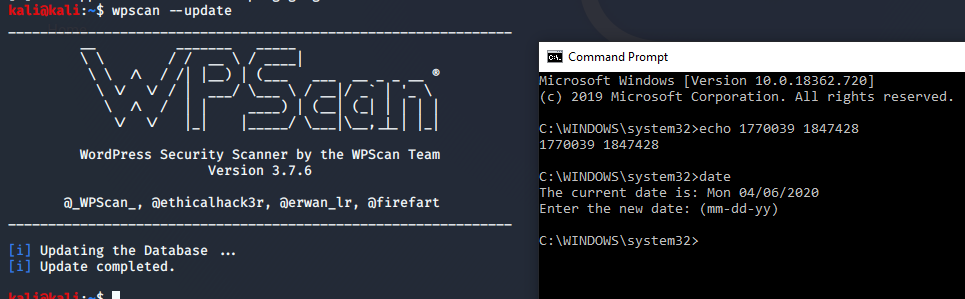 kali@kali:~$ wpscan --update
WPScan ®
WordPress Security Scanner by the WPScan Team
Version 3.7.6
@_WPScan_, @ethicalhack3r, @erwan_lr, @firefart
[i] Updating the Database ...
[i] Update completed.
kali@kali:~$
Command Prompt
Microsoft Windows [Version 10.0.18362.720]
(c) 2019 Microsoft Corporation. All rights reserved.
C:\WINDOWS\system32>echo 1770039 1847428
1770039 1847428
C:\WINDOWS\system32>date
The current date is: Mon 04/06/2020
Enter the new date: (mm-dd-yy)
C:\WINDOWS\system32>